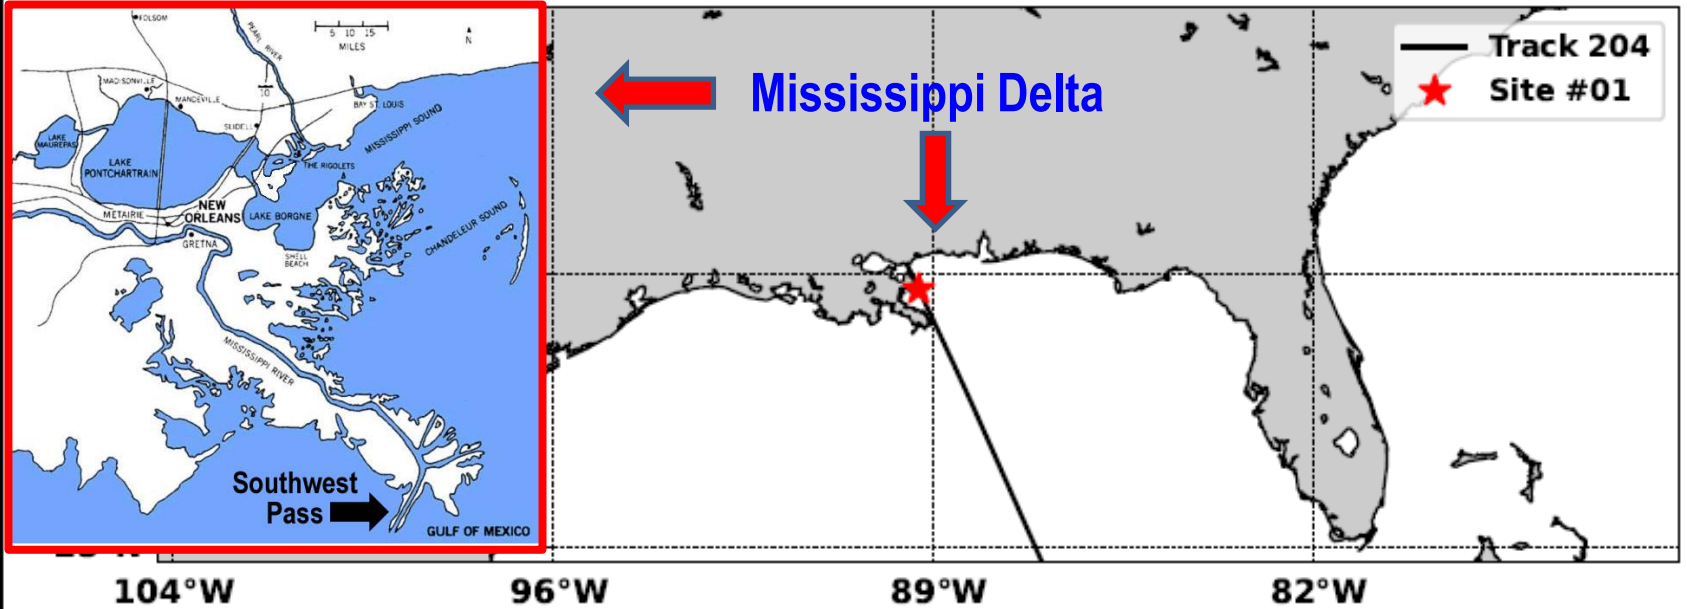 FOLSOM
PEARL RIVER
5 10 15
MILES
N
MADISONVILLE
MANDEVILLE
10
BAY ST. LOUIS
SLIDELL
MISSISSIPPI SOUND
LAKE
MAUREPAS
LAKE
PONTCHARTRAIN
THE RIGOLETS
NEW
ORLEANS
METAIRIE
LAKE BORGNE
GRETNA
SHELL
BEACH
CHANDELEUR SOUND
MISSISSIPPI RIVER
Southwest
Pass
GULF OF MEXICO
Mississippi Delta
Track 204
Site #01
104°W
96°W
89°W
82°W